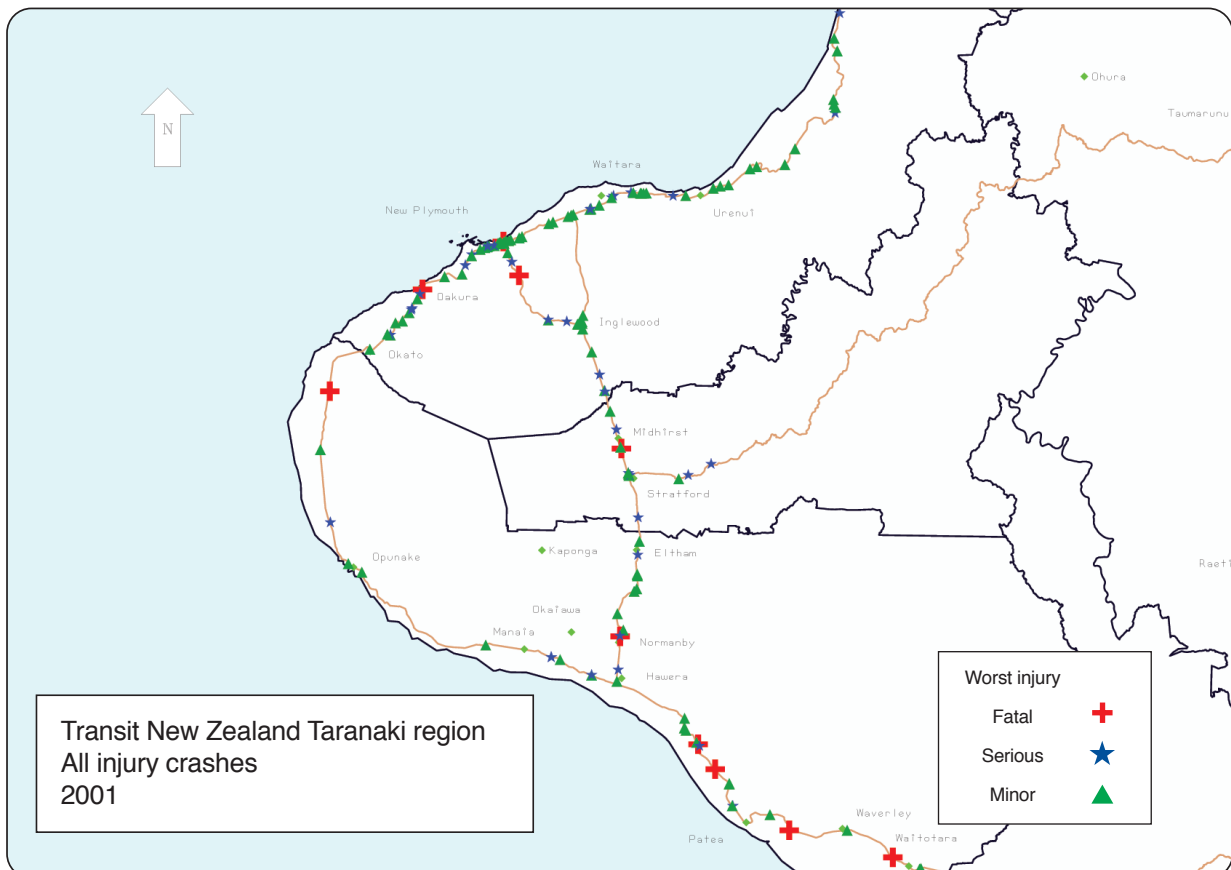 Ohura
Taumarunu
N
Waitara
New Plymouth
Urenui
Oakura
Inglewood
Okato
Midhirst
Stratford
Opunake
Kaponga
Eltham
Raeti
Okaiawa
Manaia
Normanby
Hawera
Worst injury
Fatal
Serious
Minor
Transit New Zealand Taranaki region
All injury crashes
2001
Patea
Waverley
Waitotara